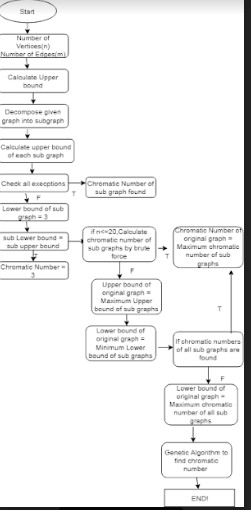 Start
Number of
Vertices(n)
Number of Edges(m)
Calculate Upper
bound
Decompose given
graph into subgraph
Calculate upper bound
of each sub graph
Check all exceptions
T
Chromatic Number of
sub graph found
F
Lower bound of sub
graph = 3
sub Lower bound =
sub upper bound
T
Chromatic Number =
3
if n<=20,Calculate
chromatic number of
sub graphs by brute
force
T
Chromatic Number of
original graph =
Maximum chromatic
number of sub
graphs
F
Upper bound of
original graph =
Maximum Upper
bound of sub graphs
Lower bound of
original graph =
Minimum Lower
bound of sub graphs
If chromatic numbers
of all sub graphs are
found
T
F
Lower bound of
original graph =
Maximum chromatic
number of all sub
graphs
Genetic Algorithm to
find chromatic
number
END!